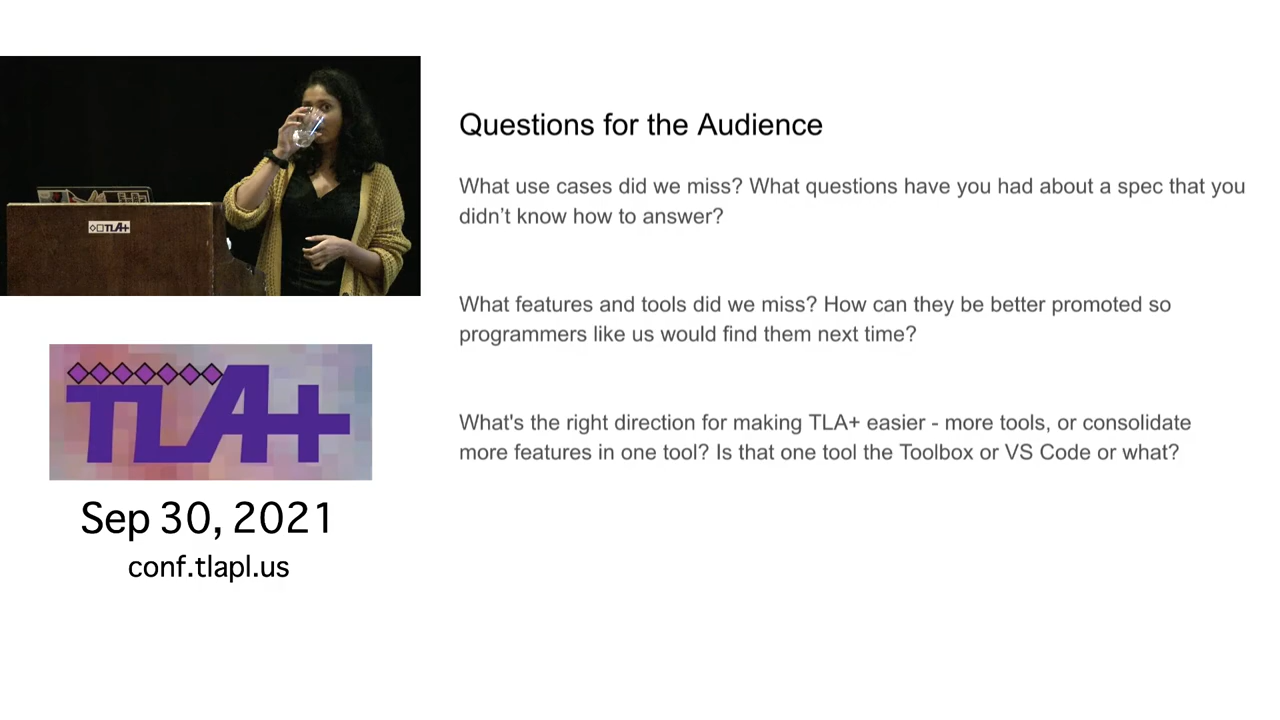 ◇□TLA+
TLA+
Sep 30, 2021
conf.tlapl.us
Questions for the Audience
What use cases did we miss? What questions have you had about a spec that you
didn’t know how to answer?
What features and tools did we miss? How can they be better promoted so
programmers like us would find them next time?
What's the right direction for making TLA+ easier - more tools, or consolidate
more features in one tool? Is that one tool the Toolbox or VS Code or what?